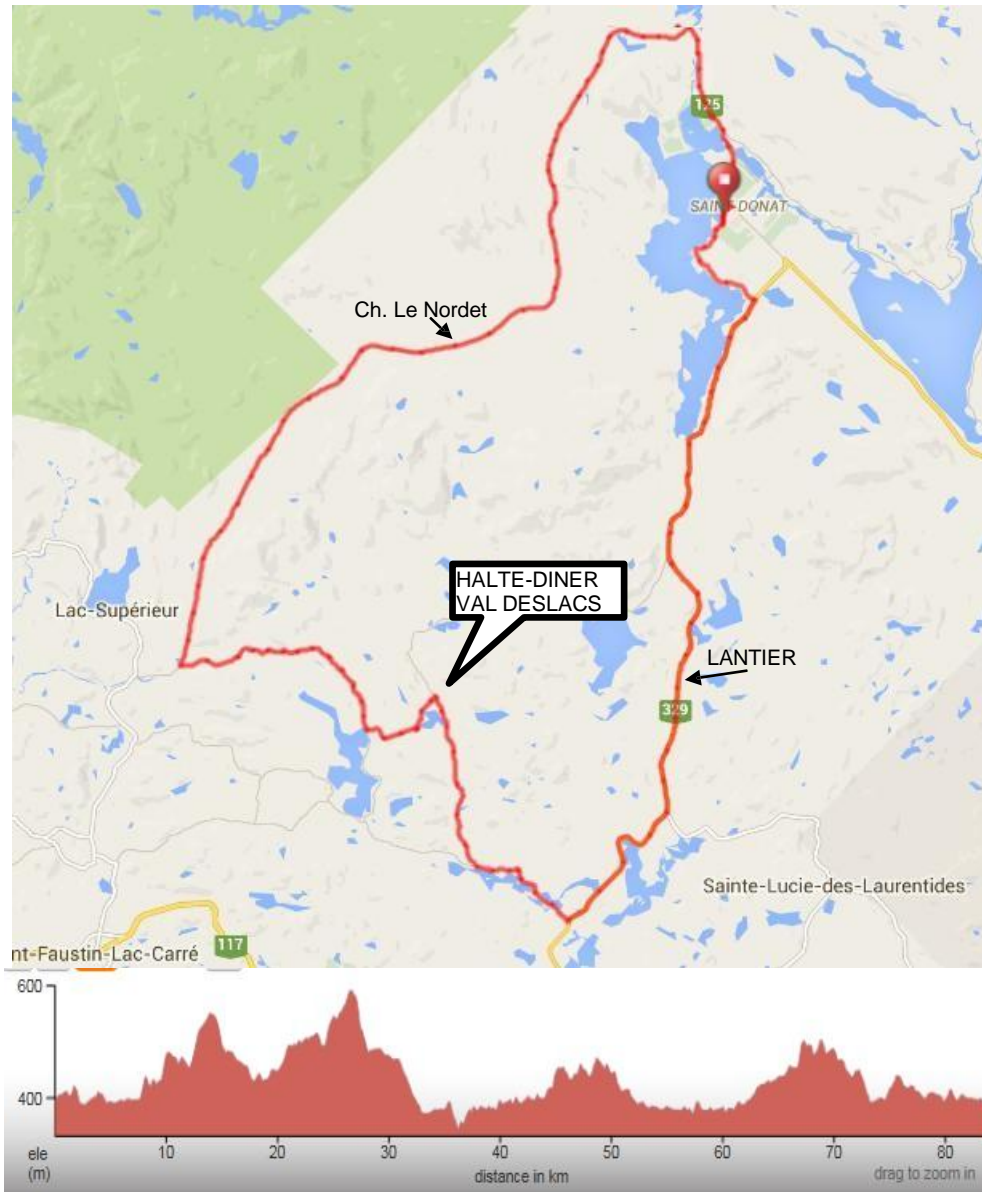 125
SAINT-DONAT
Ch. Le Nordet
HALTE-DINER
VAL DESLACS
Lac-Supérieur
LANTIER
329
Sainte-Lucie-des-Laurentides
117
nt-Faustin-Lac-Carré
600
400
ele
(m)
10
20
30
40
50
60
70
80
distance in km
drag to zoom in